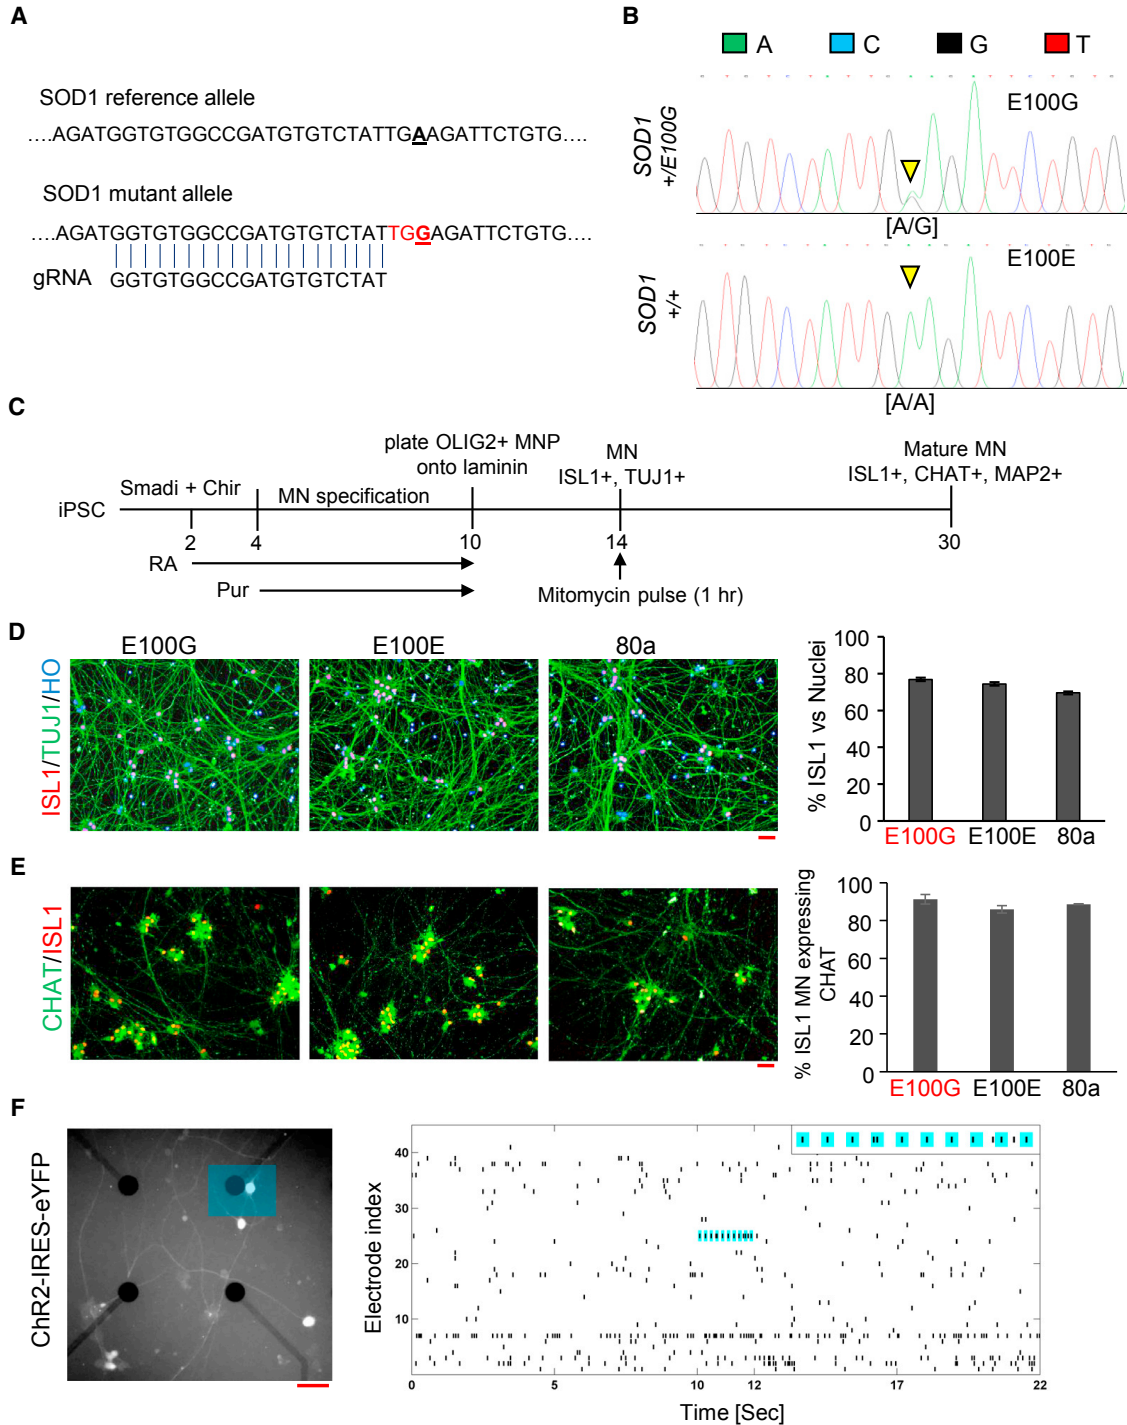 A
SOD1 reference allele
....AGATGGTGTGGCCGATGTGTCTATTGAAGATTCTGTG....
SOD1 mutant allele
....AGATGGTGTGGCCGATGTGTCTATTGGAGATTCTGTG....
gRNA GGTGTGGCCGATGTGTCTAT
B
A C G T
SOD1 +/E100G
E100G
[A/G]
SOD1 +/+
E100E
[A/A]
C
iPSC
Smadi + Chir
MN specification
plate OLIG2+ MNP
onto laminin
MN
ISL1+, TUJ1+
Mature MN
ISL1+, CHAT+, MAP2+
2 4 10 14 30
RA
Pur
Mitomycin pulse (1 hr)
D
ISL1/TUJ1/HO
E100G E100E 80a
% ISL1 vs Nuclei
100
80
60
40
20
0
E100G E100E 80a
E
CHAT/ISL1
% ISL1 MN expressing
CHAT
100
80
60
40
20
0
E100G E100E 80a
F
ChR2-IRES-eYFP
Electrode index
40
30
20
10
0 5 10 12 17 22
Time [Sec]